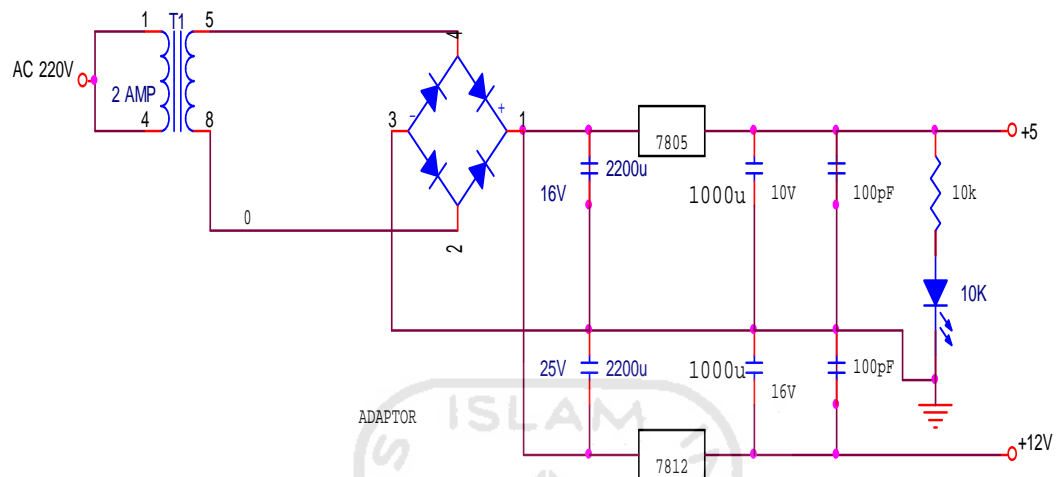 1 T1 5
4
AC 220V
2 AMP
4 8
3 - + 1
0
2
7805
+5
2200u
16V
1000u 10V
100pF
10k
10K
25V 2200u
1000u
16V
100pF
ADAPTOR
ISLAM
S
7812
+12V